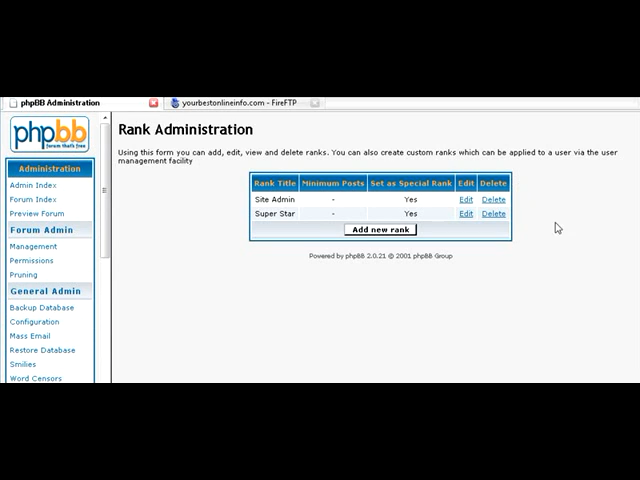 phpBB Administration
yourbestonlineinfo.com - FireFTP
phpbb
forum that's free
Administration
Admin Index
Forum Index
Preview Forum
Forum Admin
Management
Permissions
Pruning
General Admin
Backup Database
Configuration
Mass Email
Restore Database
Smilies
Word Censors
Rank Administration
Using this form you can add, edit, view and delete ranks. You can also create custom ranks which can be applied to a user via the user
management facility
Rank Title Minimum Posts Set as Special Rank Edit Delete
Site Admin - Yes Edit Delete
Super Star - Yes Edit Delete
Add new rank
Powered by phpBB 2.0.21 © 2001 phpBB Group